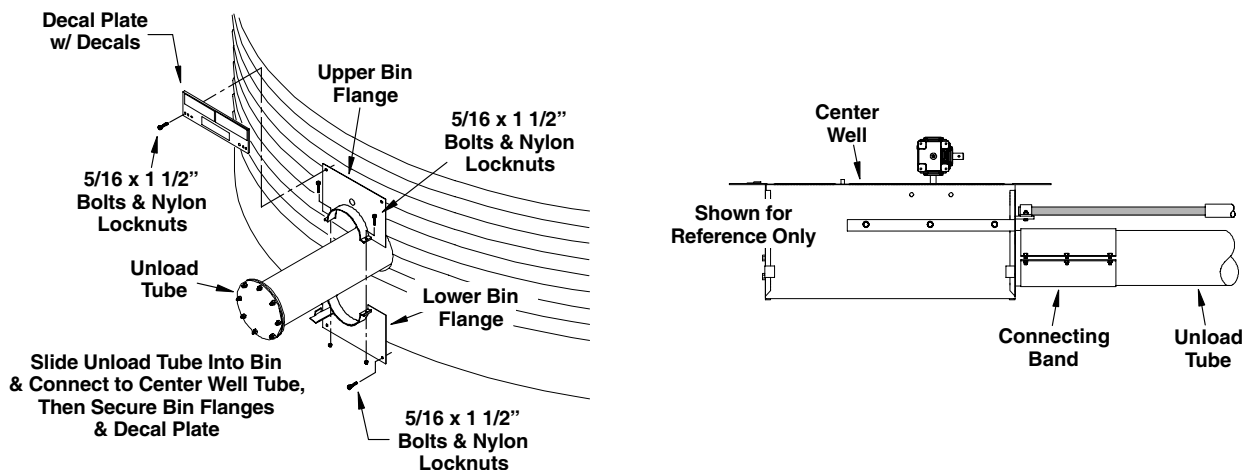 Decal Plate
w/ Decals
Upper Bin
Flange
5/16 x 1 1/2”
Bolts & Nylon
Locknuts
5/16 x 1 1/2”
Bolts & Nylon
Locknuts
Unload
Tube
Lower Bin
Flange
Slide Unload Tube Into Bin
& Connect to Center Well Tube,
Then Secure Bin Flanges
& Decal Plate
5/16 x 1 1/2”
Bolts & Nylon
Locknuts
Center
Well
Shown for
Reference Only
Connecting
Band
Unload
Tube